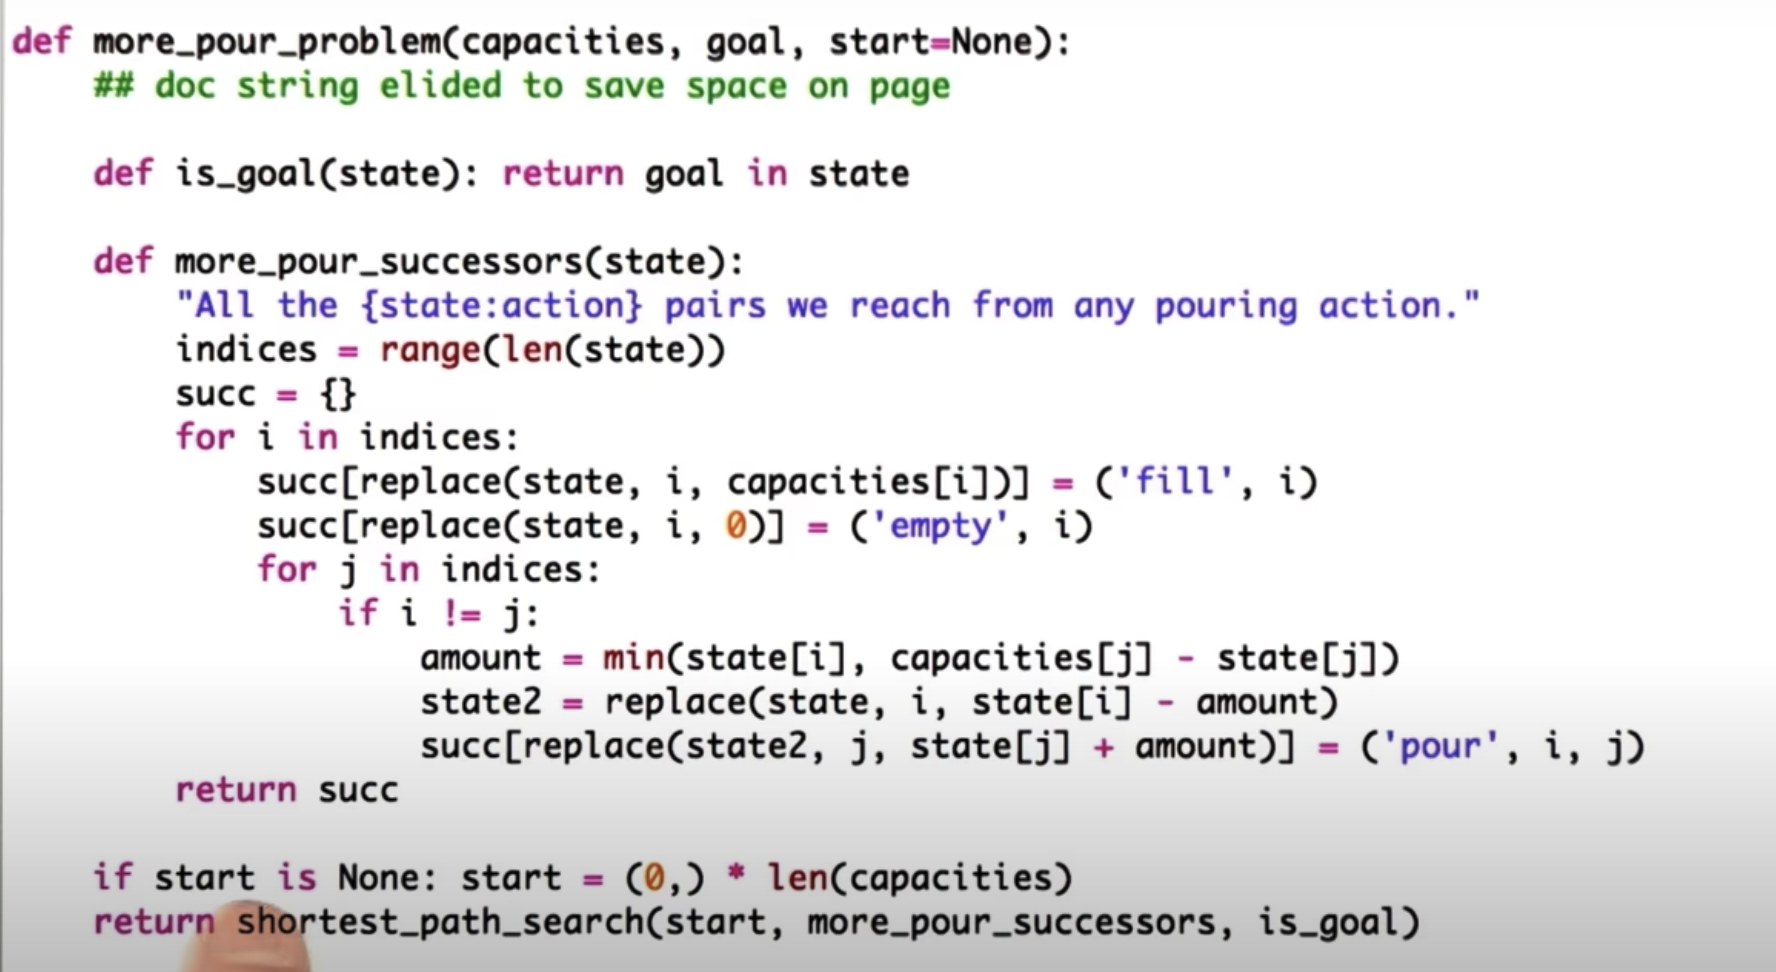 def more_pour_problem(capacities, goal, start=None):
    ## doc string elided to save space on page
    def is_goal(state): return goal in state
    def more_pour_successors(state):
        "All the {state:action} pairs we reach from any pouring action."
        indices = range(len(state))
        succ = {}
        for i in indices:
            succ[replace(state, i, capacities[i])] = ('fill', i)
            succ[replace(state, i, 0)] = ('empty', i)
            for j in indices:
                if i != j:
                    amount = min(state[i], capacities[j] - state[j])
                    state2 = replace(state, i, state[i] - amount)
                    succ[replace(state2, j, state[j] + amount)] = ('pour', i, j)
        return succ
    if start is None: start = (0,) * len(capacities)
    return shortest_path_search(start, more_pour_successors, is_goal)